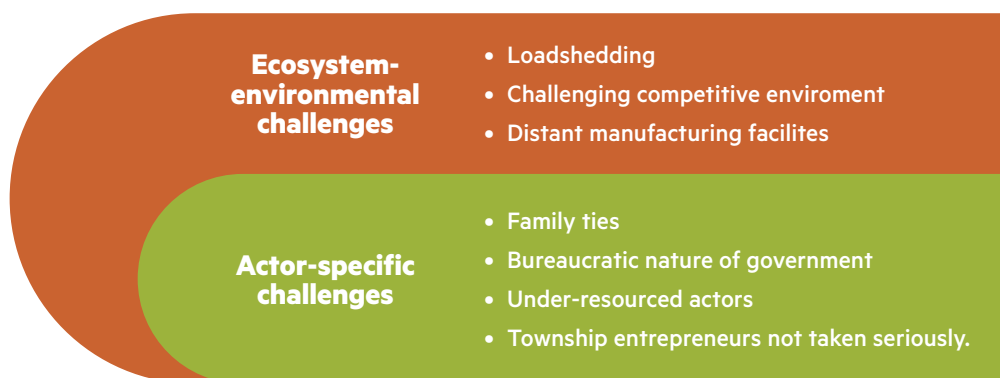 Ecosystem-
environmental
challenges
• Loadshedding
• Challenging competitive enviroment
• Distant manufacturing facilites
Actor-specific
challenges
• Family ties
• Bureaucratic nature of government
• Under-resourced actors
• Township entrepreneurs not taken seriously.